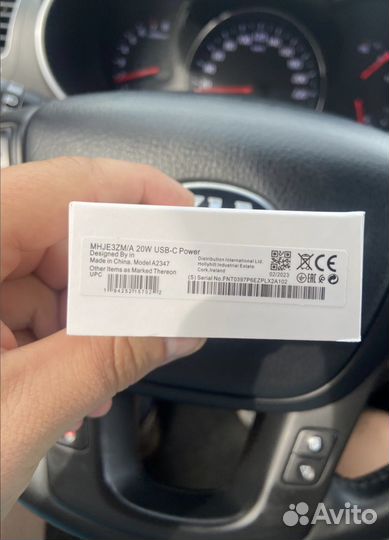 MHJE3ZM/A 20W USB-C Power
Designed By in
Made in China. Model A2347
Other Items as Marked Thereon
UPC
Distribution International Ltd.
Hollyhill Industrial Estate
Cork, Ireland
02/2023
(S) Serial No.FNT0397P6EZPLX2A102
Avito